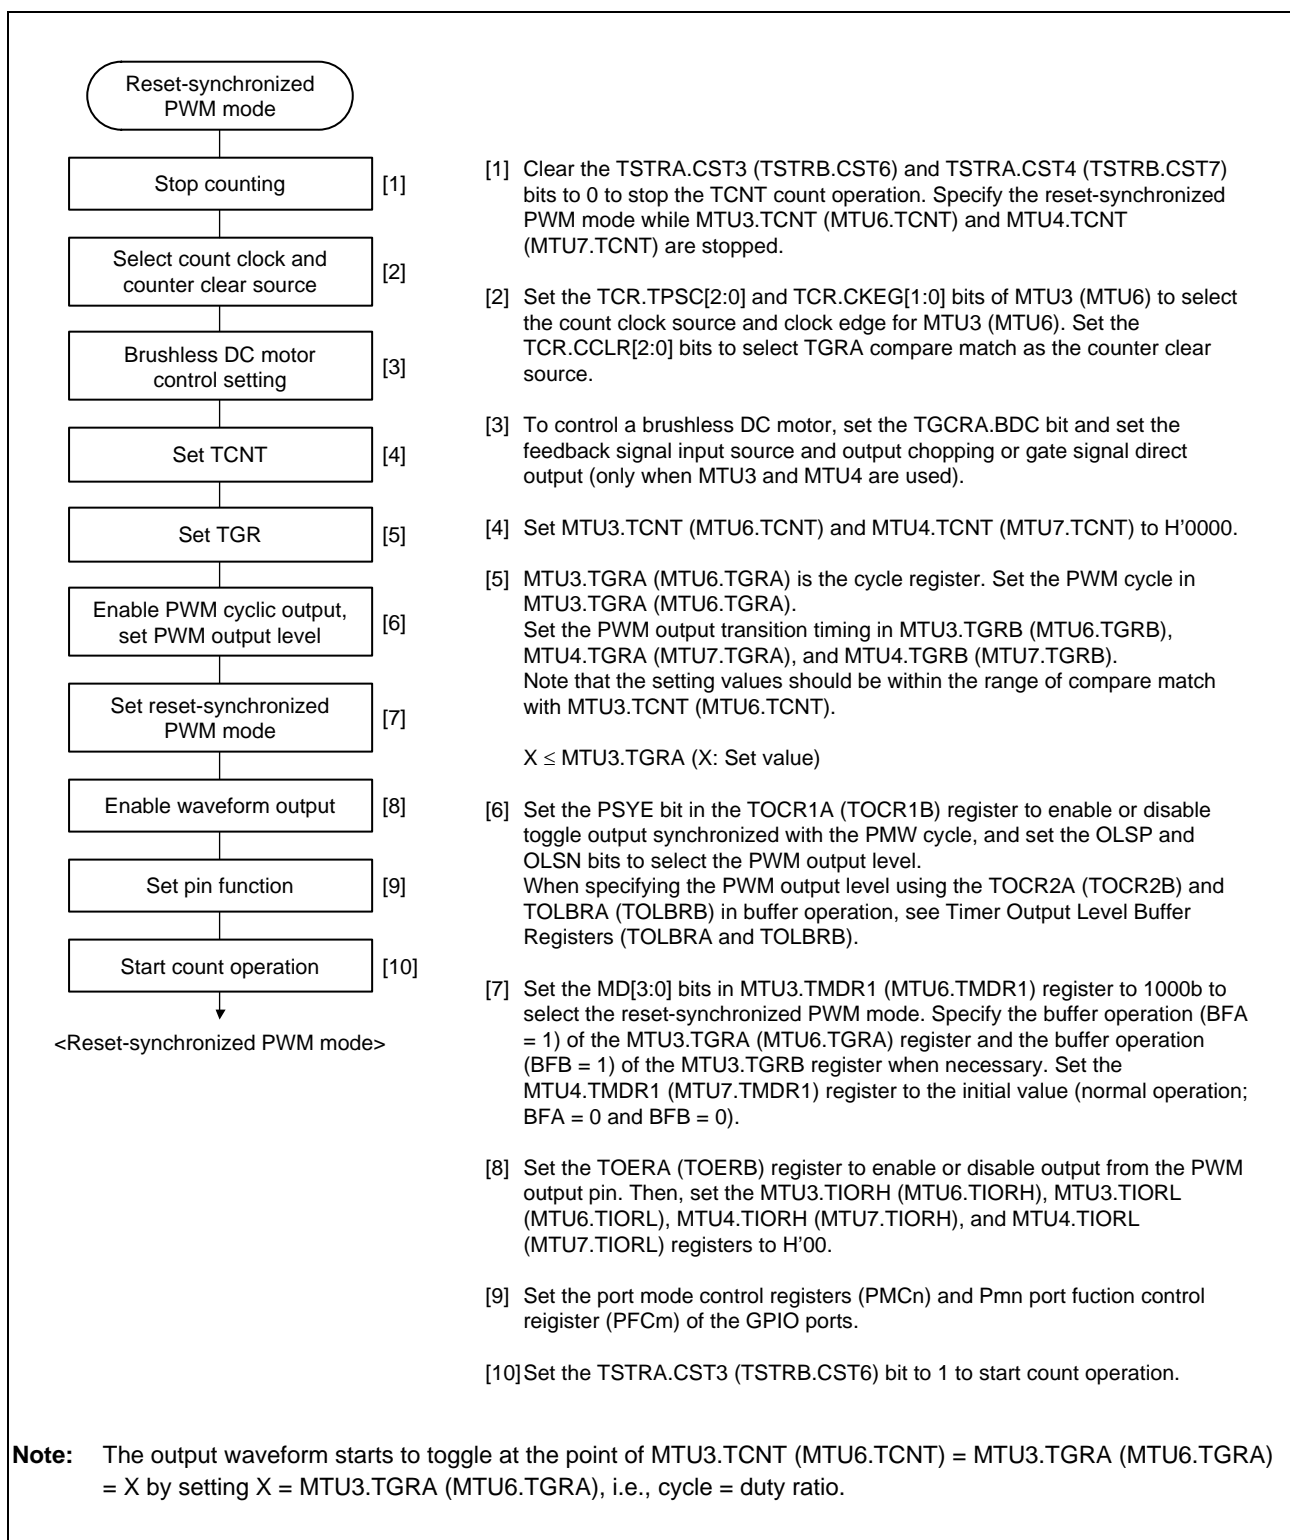 Reset-synchronized
PWM mode
Stop counting
[1]
Select count clock and
counter clear source
[2]
Brushless DC motor
control setting
[3]
Set TCNT
[4]
Set TGR
[5]
Enable PWM cyclic output,
set PWM output level
[6]
Set reset-synchronized
PWM mode
[7]
Enable waveform output
[8]
Set pin function
[9]
Start count operation
[10]
<Reset-synchronized PWM mode>
[1] Clear the TSTRA.CST3 (TSTRB.CST6) and TSTRA.CST4 (TSTRB.CST7)
bits to 0 to stop the TCNT count operation. Specify the reset-synchronized
PWM mode while MTU3.TCNT (MTU6.TCNT) and MTU4.TCNT
(MTU7.TCNT) are stopped.
[2] Set the TCR.TPSC[2:0] and TCR.CKEG[1:0] bits of MTU3 (MTU6) to select
the count clock source and clock edge for MTU3 (MTU6). Set the
TCR.CCLR[2:0] bits to select TGRA compare match as the counter clear
source.
[3] To control a brushless DC motor, set the TGCRA.BDC bit and set the
feedback signal input source and output chopping or gate signal direct
output (only when MTU3 and MTU4 are used).
[4] Set MTU3.TCNT (MTU6.TCNT) and MTU4.TCNT (MTU7.TCNT) to H'0000.
[5] MTU3.TGRA (MTU6.TGRA) is the cycle register. Set the PWM cycle in
MTU3.TGRA (MTU6.TGRA).
Set the PWM output transition timing in MTU3.TGRB (MTU6.TGRB),
MTU4.TGRA (MTU7.TGRA), and MTU4.TGRB (MTU7.TGRB).
Note that the setting values should be within the range of compare match
with MTU3.TCNT (MTU6.TCNT).
X ≤ MTU3.TGRA (X: Set value)
[6] Set the PSYE bit in the TOCR1A (TOCR1B) register to enable or disable
toggle output synchronized with the PMW cycle, and set the OLSP and
OLSN bits to select the PWM output level.
When specifying the PWM output level using the TOCR2A (TOCR2B) and
TOLBRA (TOLBRB) in buffer operation, see Timer Output Level Buffer
Registers (TOLBRA and TOLBRB).
[7] Set the MD[3:0] bits in MTU3.TMDR1 (MTU6.TMDR1) register to 1000b to
select the reset-synchronized PWM mode. Specify the buffer operation (BFA
= 1) of the MTU3.TGRA (MTU6.TGRA) register and the buffer operation
(BFB = 1) of the MTU3.TGRB register when necessary. Set the
MTU4.TMDR1 (MTU7.TMDR1) register to the initial value (normal operation;
BFA = 0 and BFB = 0).
[8] Set the TOERA (TOERB) register to enable or disable output from the PWM
output pin. Then, set the MTU3.TIORH (MTU6.TIORH), MTU3.TIORL
(MTU6.TIORL), MTU4.TIORH (MTU7.TIORH), and MTU4.TIORL
(MTU7.TIORL) registers to H'00.
[9] Set the port mode control registers (PMCn) and Pmn port fuction control
reigister (PFCm) of the GPIO ports.
[10] Set the TSTRA.CST3 (TSTRB.CST6) bit to 1 to start count operation.
Note: The output waveform starts to toggle at the point of MTU3.TCNT (MTU6.TCNT) = MTU3.TGRA (MTU6.TGRA)
= X by setting X = MTU3.TGRA (MTU6.TGRA), i.e., cycle = duty ratio.